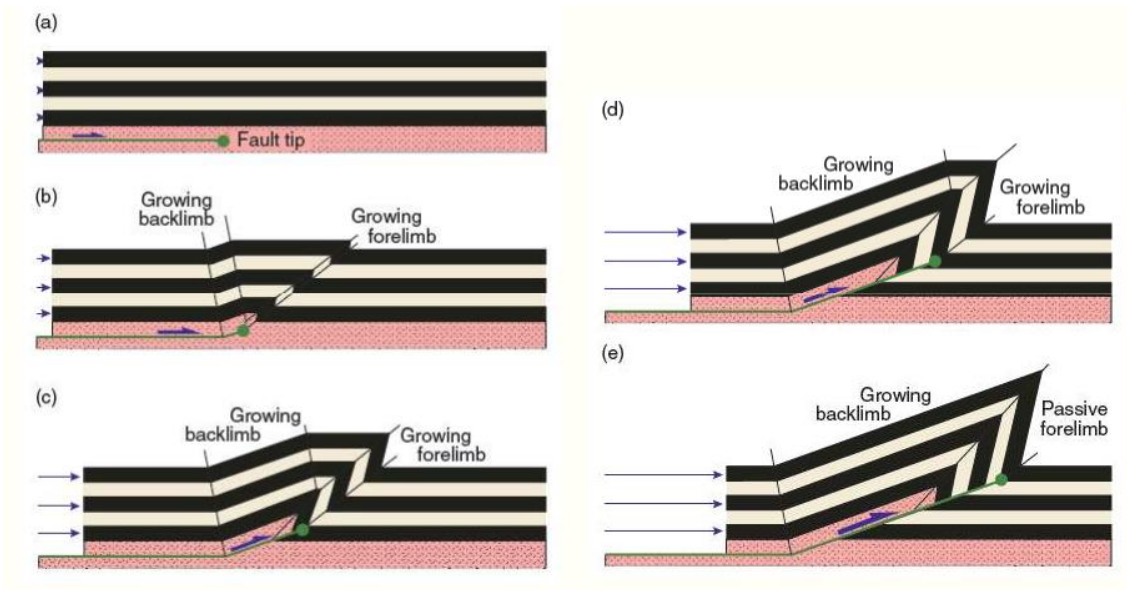 (a)
Fault tip
(b)
Growing
backlimb
Growing
forelimb
(c)
Growing
backlimb
Growing
forelimb
(d)
Growing
backlimb
Growing
forelimb
(e)
Growing
backlimb
Passive
forelimb